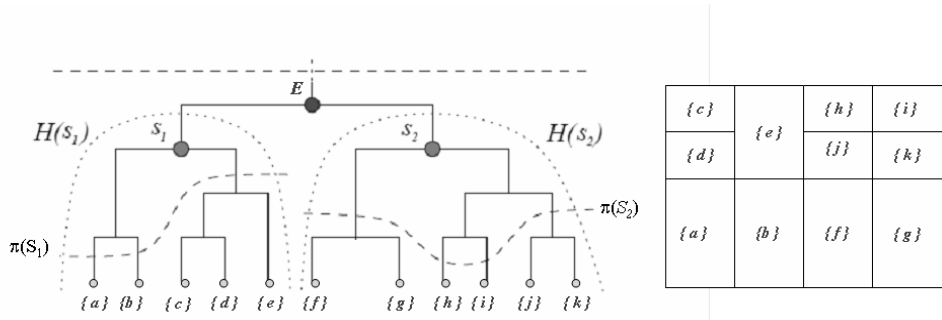 E
H(s₁)
s₁
s₂
H(s₂)
π(S₁)
π(S₂)
{a} {b} {c} {d} {e} {f} {g} {h} {i} {j} {k}
{c} {e} {h} {i}
{d} {j} {k}
{a} {b} {f} {g}